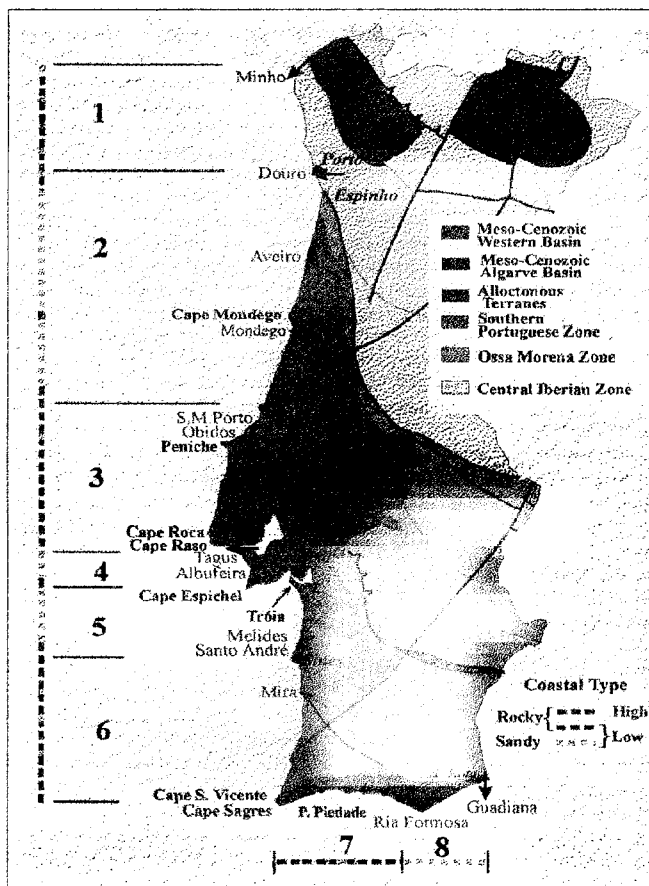 Minho
1
Porto
Douro
Espinho
2
Aveiro
Cape Mondego
Mondego
Meso-Cenozoic
Western Basin
Meso-Cenozoic
Algarve Basin
Alloctonous
Terranes
Southern
Portuguese Zone
Ossa Morena Zone
Central Iberian Zone
S.M.Porto
Obidos
Peniche
3
Cape Roca
Cape Raso
Tagus
4
Albufeira
Cape Espichel
Tróia
5
Melides
Santo André
Mira
6
Coastal Type
Rocky High
Sandy Low
Cape S. Vicente
Cape Sagres
P. Piedade
Ria Formosa
Guadiana
7
8